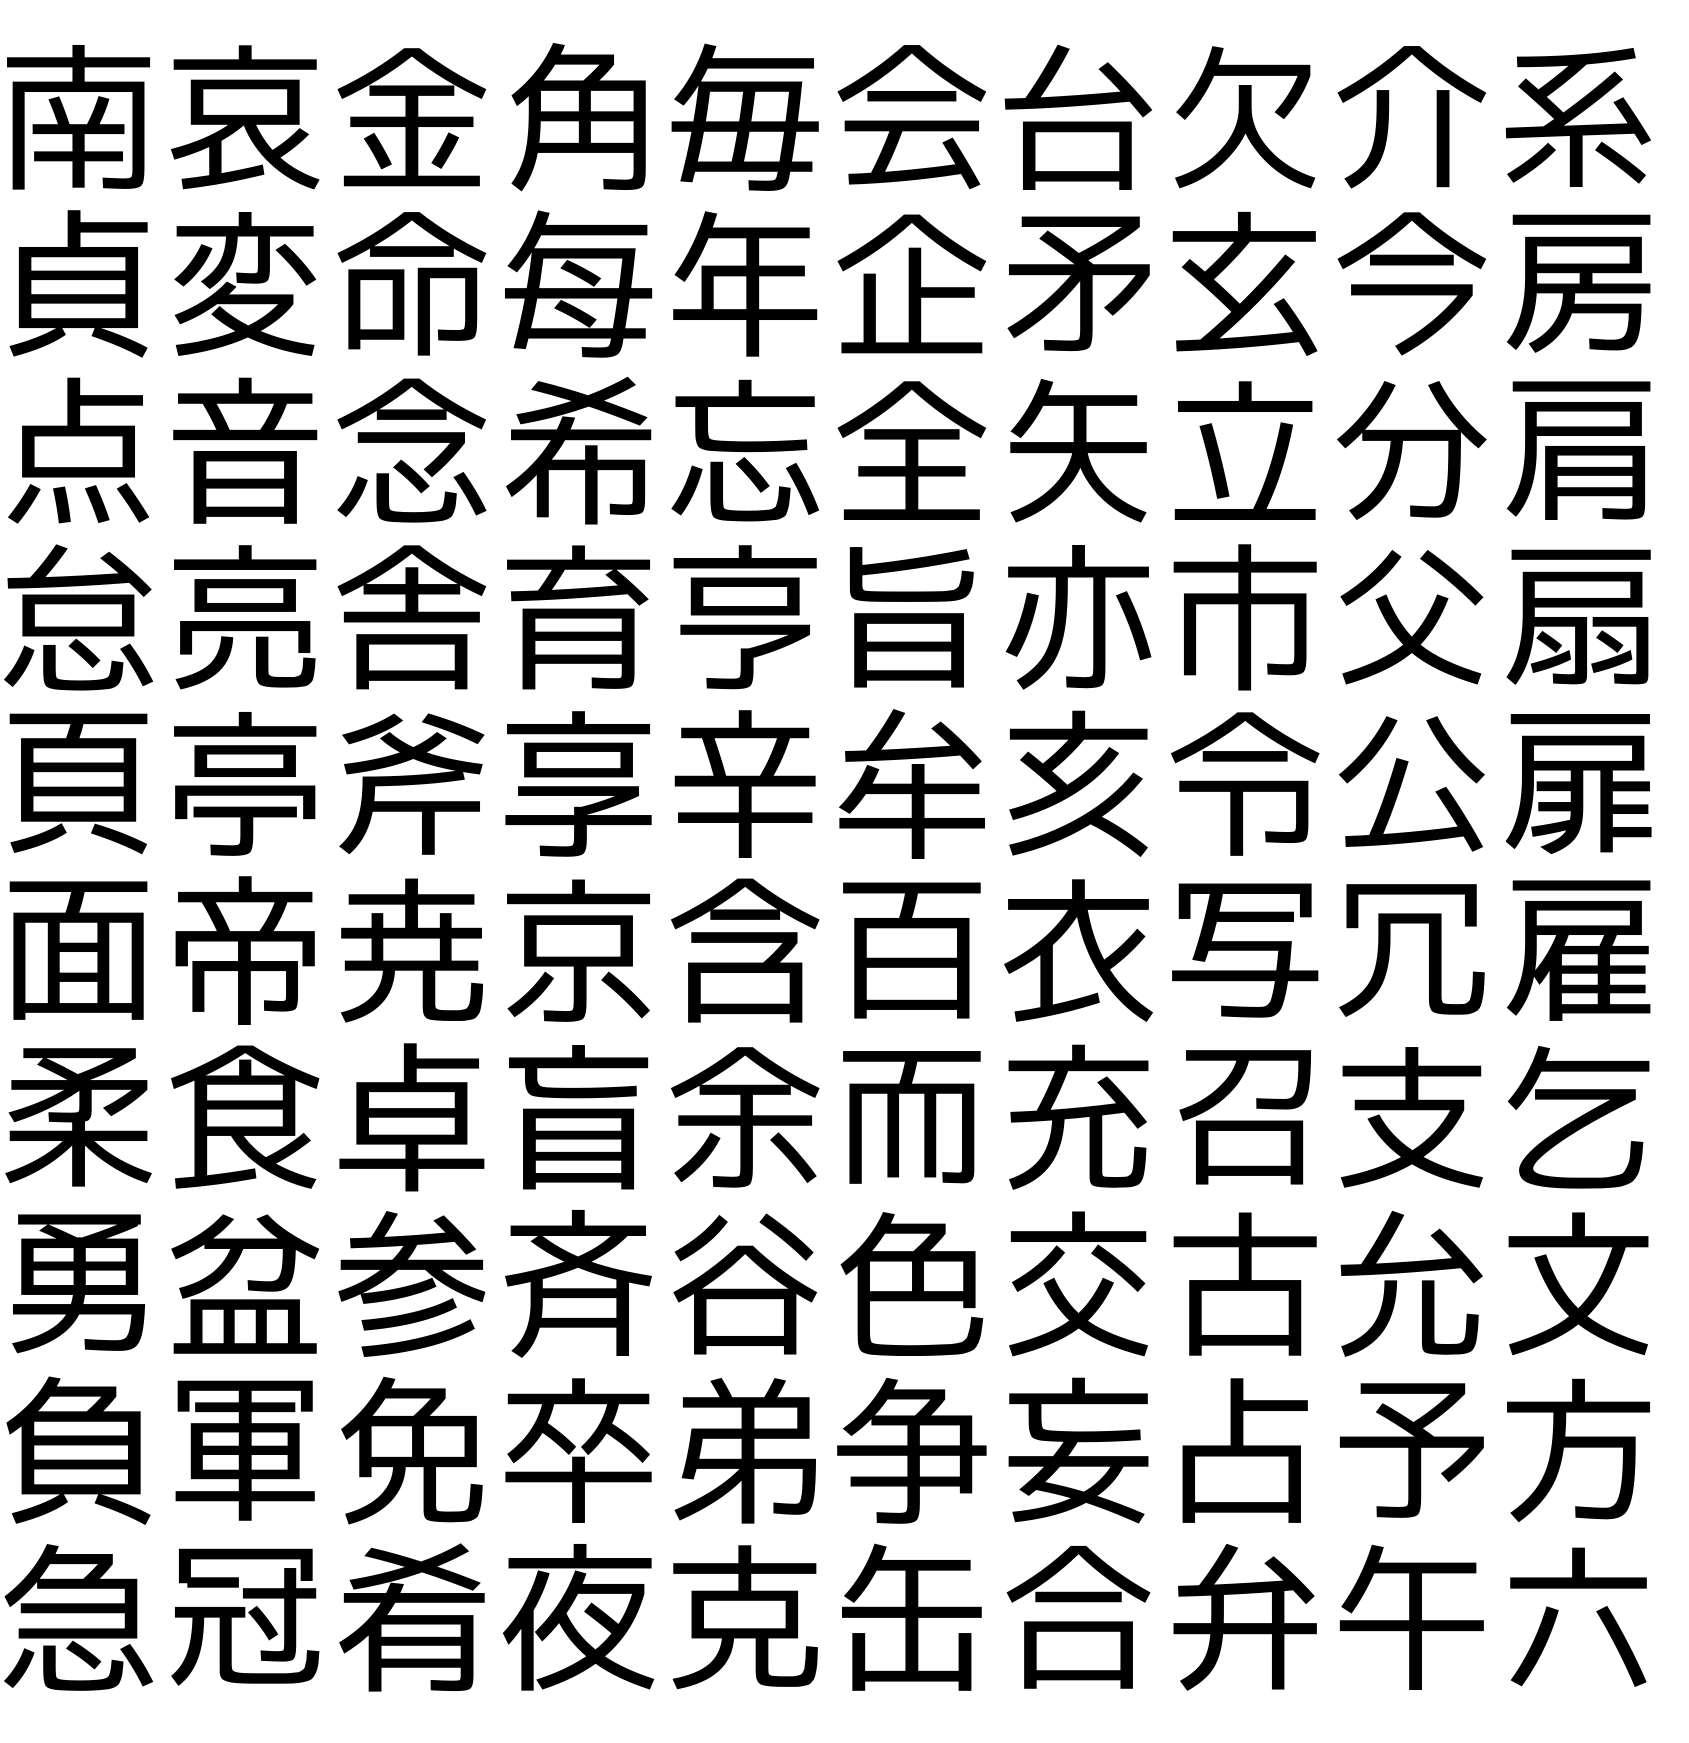 南哀金角毎会台欠介系
貞変命毎年企矛玄今房
点音念希忘全矢立分肩
怠亮舎育亨旨亦市父扇
頁亭斧享辛牟亥令公扉
面帝尭京含百衣写冗雇
柔食卓盲余而充召支乞
勇盆参斉谷色交古允文
負軍免卒弟争妄占予方
急冠肴夜克缶合弁午六